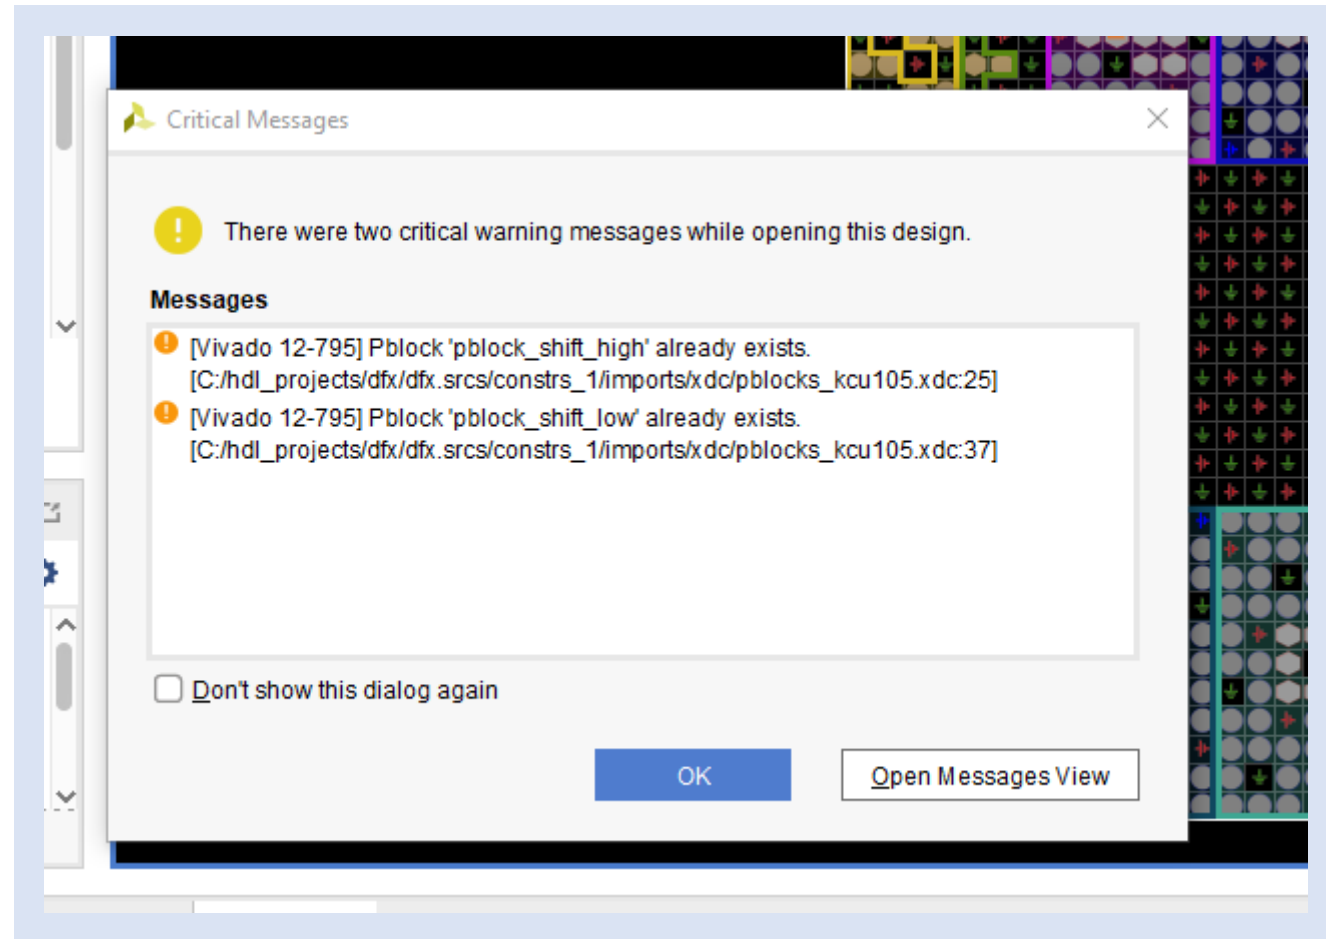 Critical Messages
There were two critical warning messages while opening this design.
Messages
[Vivado 12-795] Pblock 'pblock_shift_high' already exists.
[C:/hdl_projects/dfx/dfx.srcs/constrs_1/imports/xdc/pblocks_kcu105.xdc:25]
[Vivado 12-795] Pblock 'pblock_shift_low' already exists.
[C:/hdl_projects/dfx/dfx.srcs/constrs_1/imports/xdc/pblocks_kcu105.xdc:37]
Don't show this dialog again
OK
Open Messages View